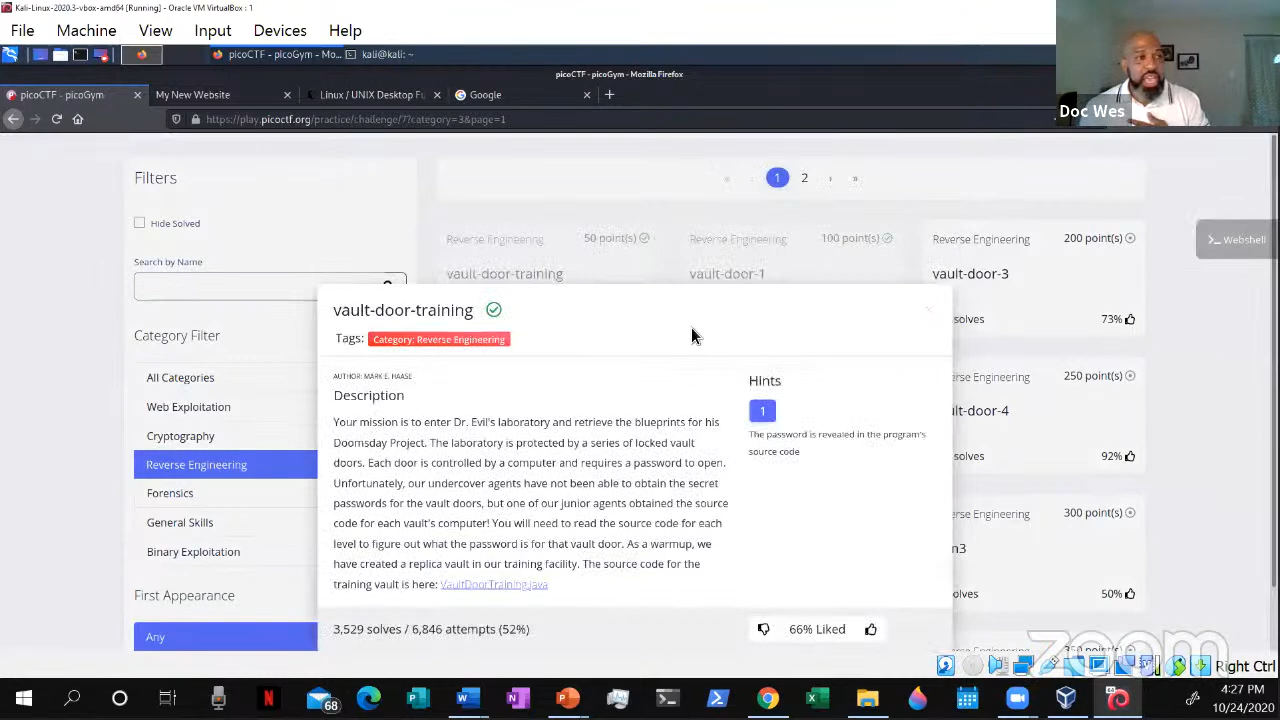 Kali-Linux-2020.3-vbox-amd64 [Running] - Oracle VM VirtualBox : 1
File Machine View Input Devices Help
picoCTF - picoGym - Mo... kali@kali: ~
picoCTF - picoGym - Mozilla Firefox
picoCTF - picoGym My New Website Linux / UNIX Desktop Fu Google
https://play.picoctf.org/practice/challenge/7?category=3&page=1
Doc Wes
Filters
1 2
Hide Solved
Reverse Engineering 50 point(s)
Reverse Engineering 100 point(s)
Reverse Engineering 200 point(s)
Webshell
Search by Name
vault-door-training
vault-door-1
vault-door-3
solves 73%
Category Filter
All Categories
Web Exploitation
Cryptography
Reverse Engineering
Forensics
General Skills
Binary Exploitation
First Appearance
Any
vault-door-training
Tags: Category: Reverse Engineering
AUTHOR: MARK E. HAASE
Description
Your mission is to enter Dr. Evil's laboratory and retrieve the blueprints for his
Doomsday Project. The laboratory is protected by a series of locked vault
doors. Each door is controlled by a computer and requires a password to open.
Unfortunately, our undercover agents have not been able to obtain the secret
passwords for the vault doors, but one of our junior agents obtained the source
code for each vault's computer! You will need to read the source code for each
level to figure out what the password is for that vault door. As a warmup, we
have created a replica vault in our training facility. The source code for the
training vault is here: VaultDoorTraining.java
Hints
1
The password is revealed in the program's
source code
3,529 solves / 6,846 attempts (52%)
66% Liked
everse Engineering 250 point(s)
ult-door-4
solves 92%
everse Engineering 300 point(s)
m3
solves 50%
zoom
Right Ctrl
68
4:27 PM
10/24/2020